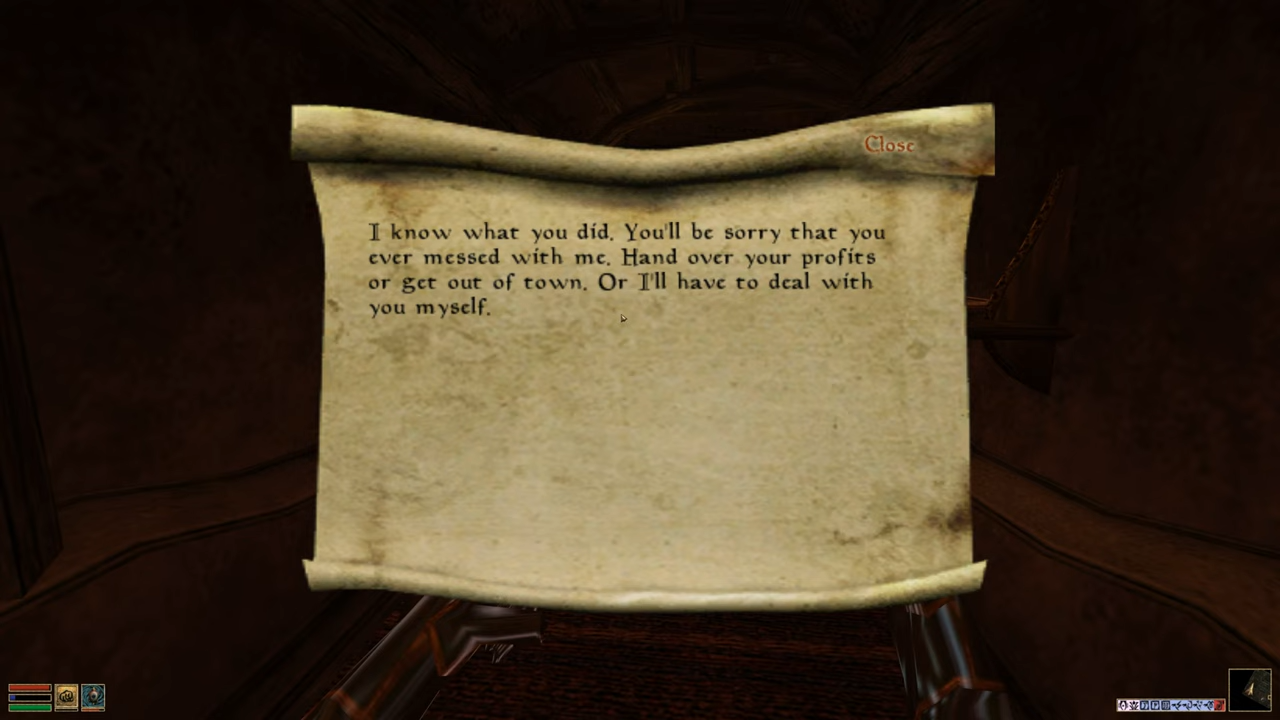 Close
I know what you did. You'll be sorry that you
ever messed with me. Hand over your profits
or get out of town. Or I'll have to deal with
you myself.